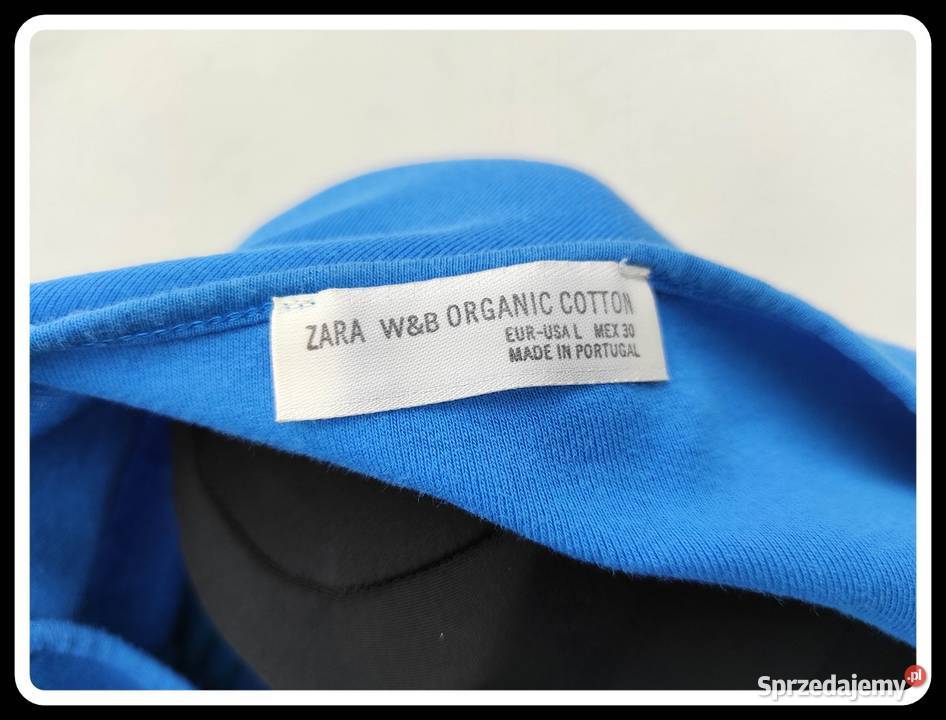 ZARA W&B ORGANIC COTTON
EUR-USA L MEX 30
MADE IN PORTUGAL
Sprzedajemy.pl